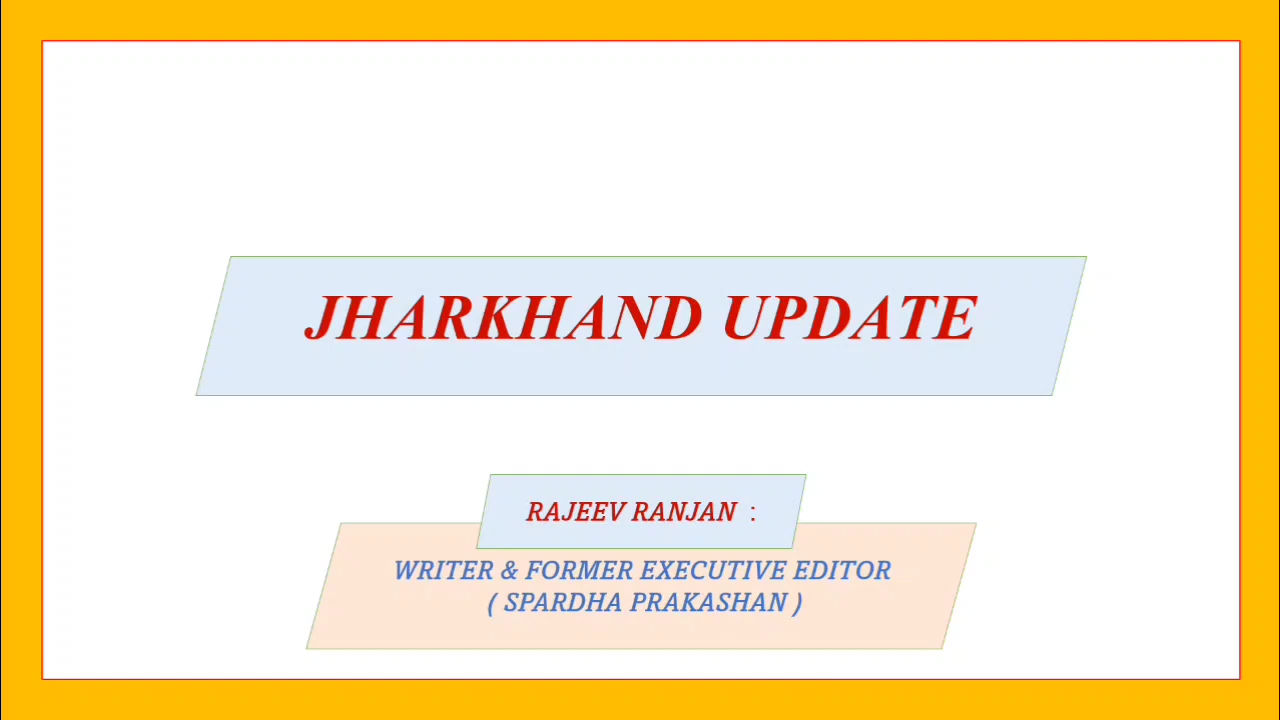 JHARKHAND UPDATE
RAJEEV RANJAN :
WRITER & FORMER EXECUTIVE EDITOR
( SPARDHA PRAKASHAN )